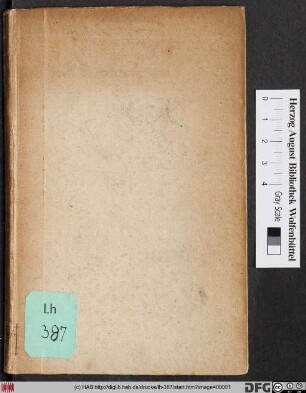 Lh
387
Herzog August Bibliothek Wolfenbüttel
0 1 2 3 4
Gray Scale
(c) HAB http://diglib.hab.de/drucke/lh-387/start.htm?image=00001
DFG